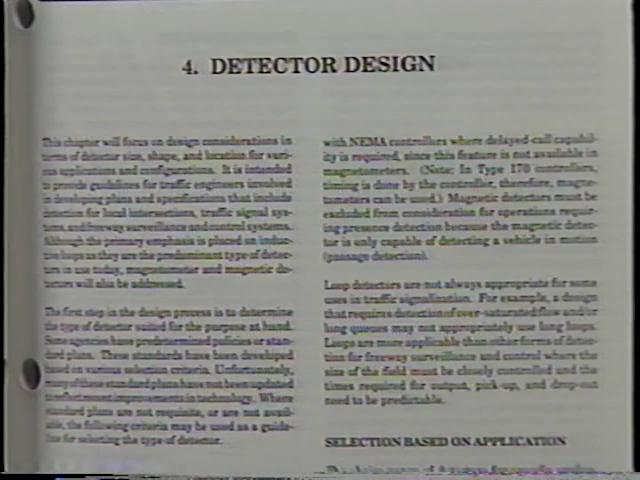 4. DETECTOR DESIGN
This chapter will focus on design considerations in
terms of detector size, shape, and location for vari-
ous applications and configurations. It is intended
to provide guidelines for traffic engineers involved
in developing plans and specifications that include
detection for local intersections, traffic signal sys-
tems, and freeway surveillance and control systems.
Although the primary emphasis is placed on induc-
tive loops as they are the predominant type of detec-
tors in use today, magnetometer and magnetic de-
tectors will also be addressed.
The first step in the design process is to determine
the type of detector suited for the purpose at hand.
Some agencies have predetermined policies or stan-
dard plans. These standards have been developed
based on various selection criteria. Unfortunately,
many of these standard plans have not been updated
to reflect recent improvements in technology. Where
standard plans are not requisite, or are not avail-
able, the following criteria may be used as a guide-
line for selecting the type of detector.
with NEMA controllers where delayed-call capabil-
ity is required, since this feature is not available in
magnetometers. (Note: In Type 170 controllers,
timing is done by the controller, therefore, magne-
tometers can be used.) Magnetic detectors must be
excluded from consideration for operations requir-
ing presence detection because the magnetic detec-
tor is only capable of detecting a vehicle in motion
(passage detection).
Loop detectors are not always appropriate for some
uses in traffic signalization. For example, a design
that requires detection of over-saturated flow and/or
long queues may not appropriately use long loops.
Loops are more applicable than other forms of detec-
tion for freeway surveillance and control where the
size of the field must be closely controlled and the
times required for output, pick-up, and drop-out
need to be predictable.
SELECTION BASED ON APPLICATION